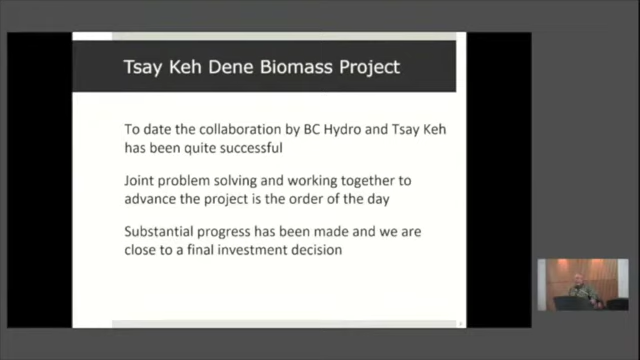 Tsay Keh Dene Biomass Project
To date the collaboration by BC Hydro and Tsay Keh
has been quite successful
Joint problem solving and working together to
advance the project is the order of the day
Substantial progress has been made and we are
close to a final investment decision